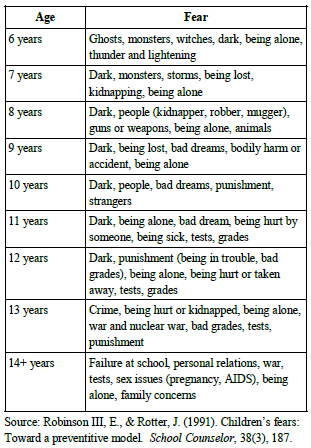 Age Fear
6 years Ghosts, monsters, witches, dark, being alone,
thunder and lightening
7 years Dark, monsters, storms, being lost,
kidnapping, being alone
8 years Dark, people (kidnapper, robber, mugger),
guns or weapons, being alone, animals
9 years Dark, being lost, bad dreams, bodily harm or
accident, being alone
10 years Dark, people, bad dreams, punishment,
strangers
11 years Dark, being alone, bad dream, being hurt by
someone, being sick, tests, grades
12 years Dark, punishment (being in trouble, bad
grades), being alone, being hurt or taken
away, tests, grades
13 years Crime, being hurt or kidnapped, being alone,
war and nuclear war, bad grades, tests,
punishment
14+ years Failure at school, personal relations, war,
tests, sex issues (pregnancy, AIDS), being
alone, family concerns
Source: Robinson III, E., & Rotter, J. (1991). Children's fears:
Toward a preventitive model. School Counselor, 38(3), 187.